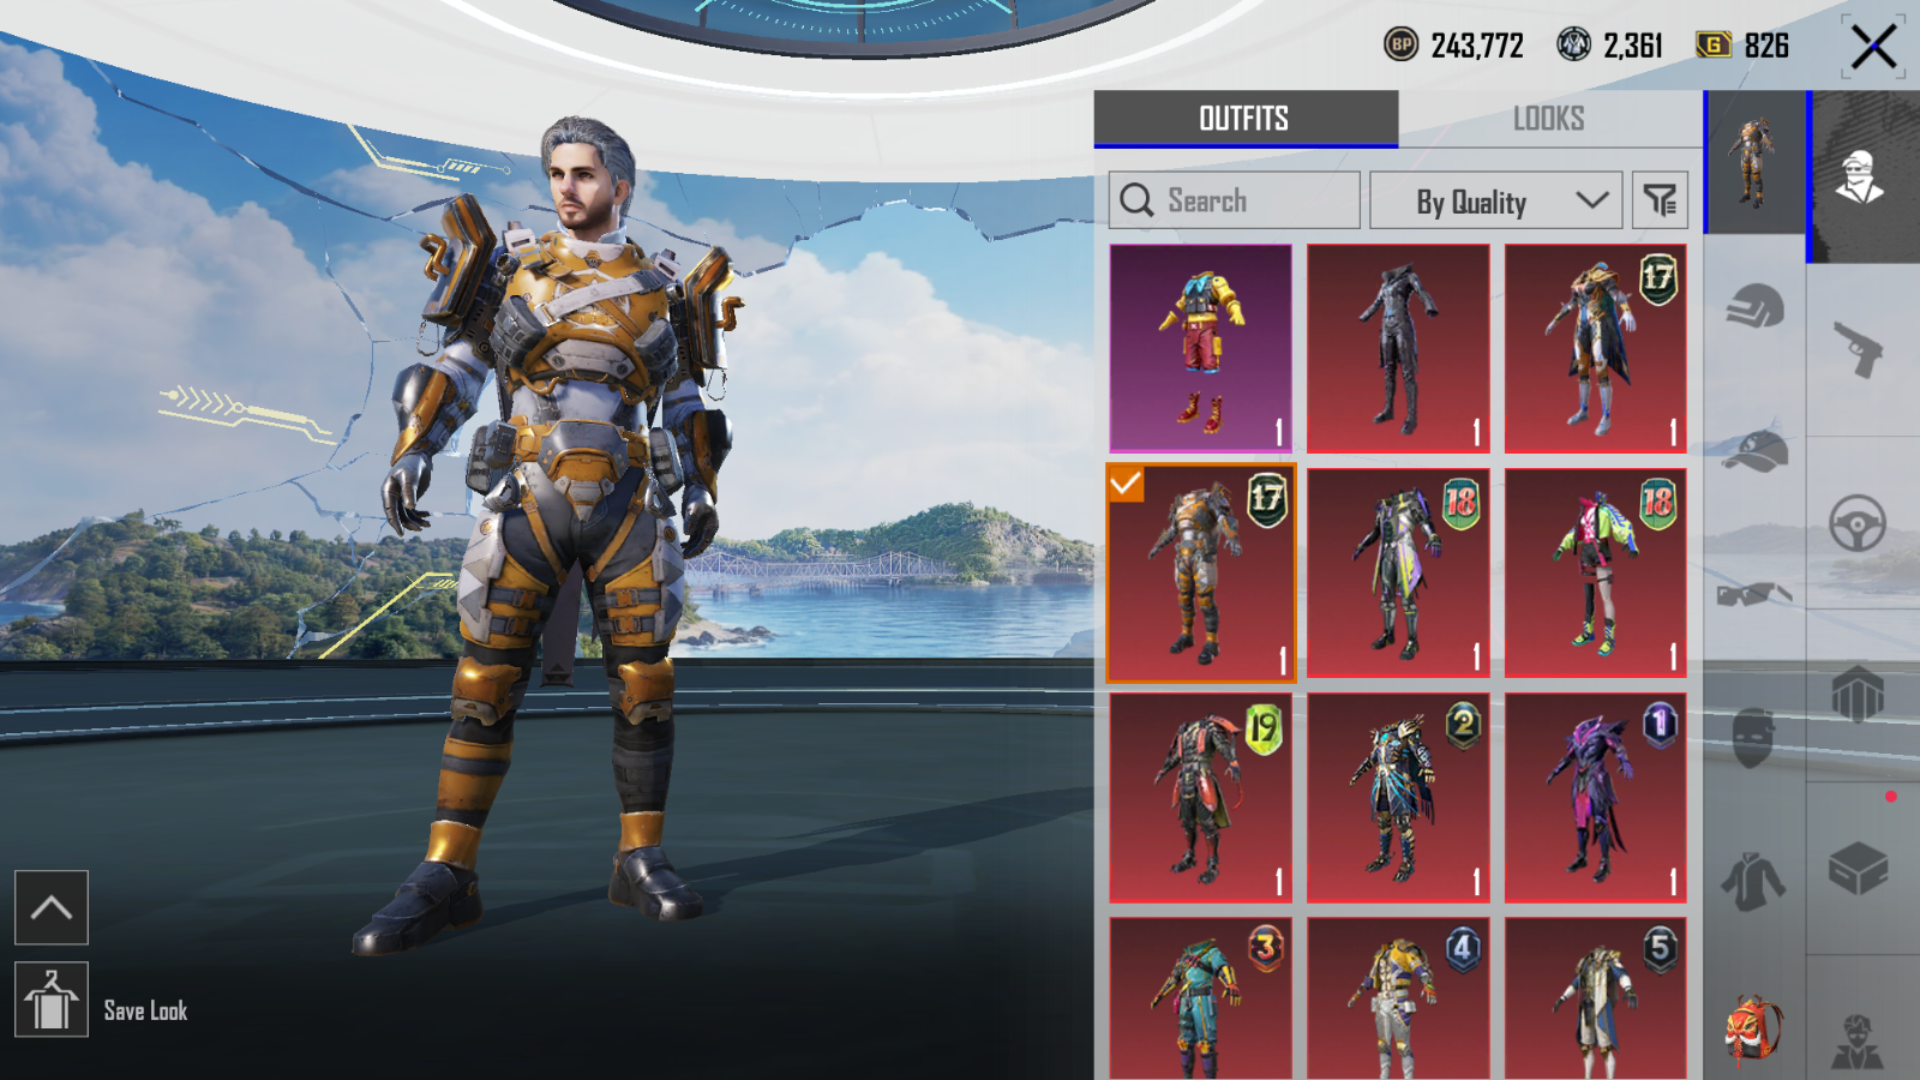 BP 243,772 2,361 G 826
OUTFITS LOOKS
Search By Quality
1 1 17 1
17 1 18 1 18 1
19 1 2 1 1 1
3 4 5
Save Look